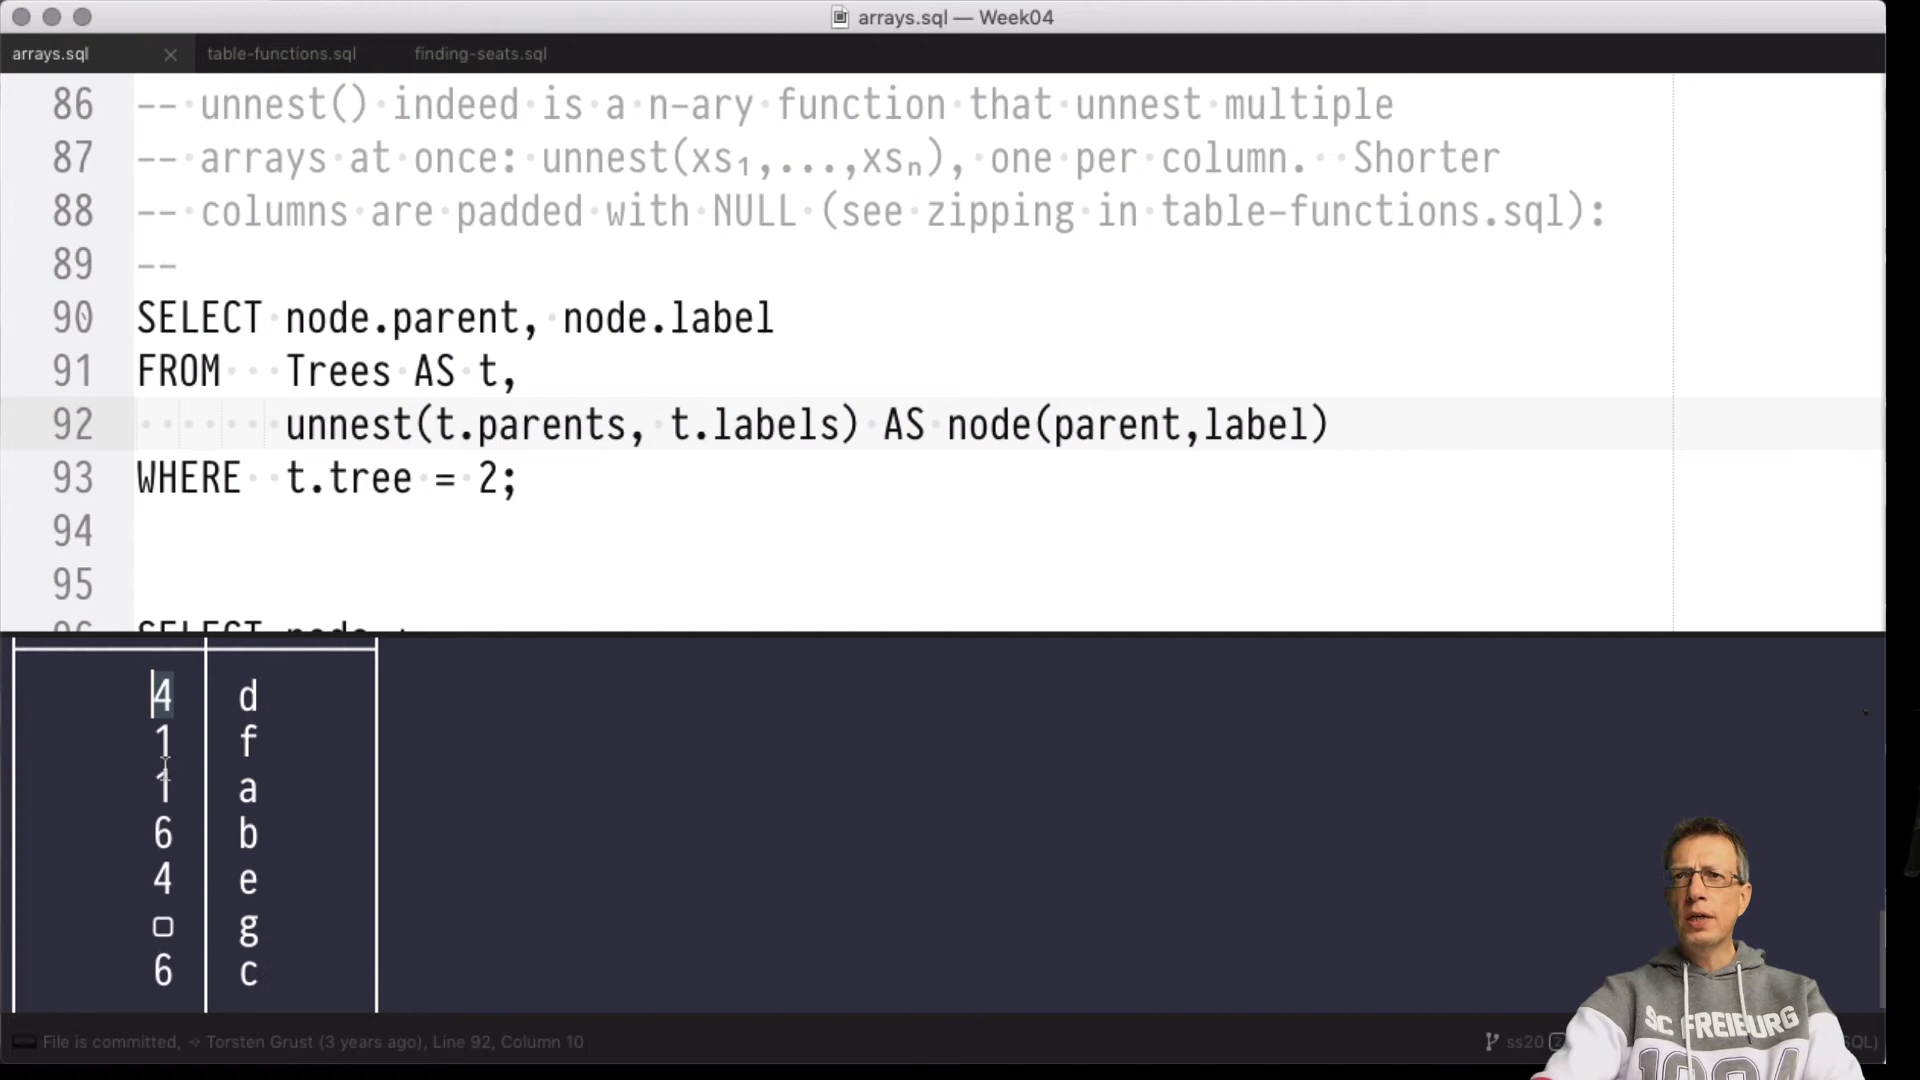 arrays.sql — Week04
arrays.sql table-functions.sql finding-seats.sql
86 -- unnest() indeed is a n-ary function that unnest multiple
87 -- arrays at once: unnest(xs₁,...,xsₙ), one per column. Shorter
88 -- columns are padded with NULL (see zipping in table-functions.sql):
89 --
90 SELECT node.parent, node.label
91 FROM Trees AS t,
92 unnest(t.parents, t.labels) AS node(parent,label)
93 WHERE t.tree = 2;
94
95
4 d
1 f
1 a
6 b
4 e
▢ g
6 c
File is committed, Torsten Grust (3 years ago), Line 92, Column 10
ss20
SC FREIBURG